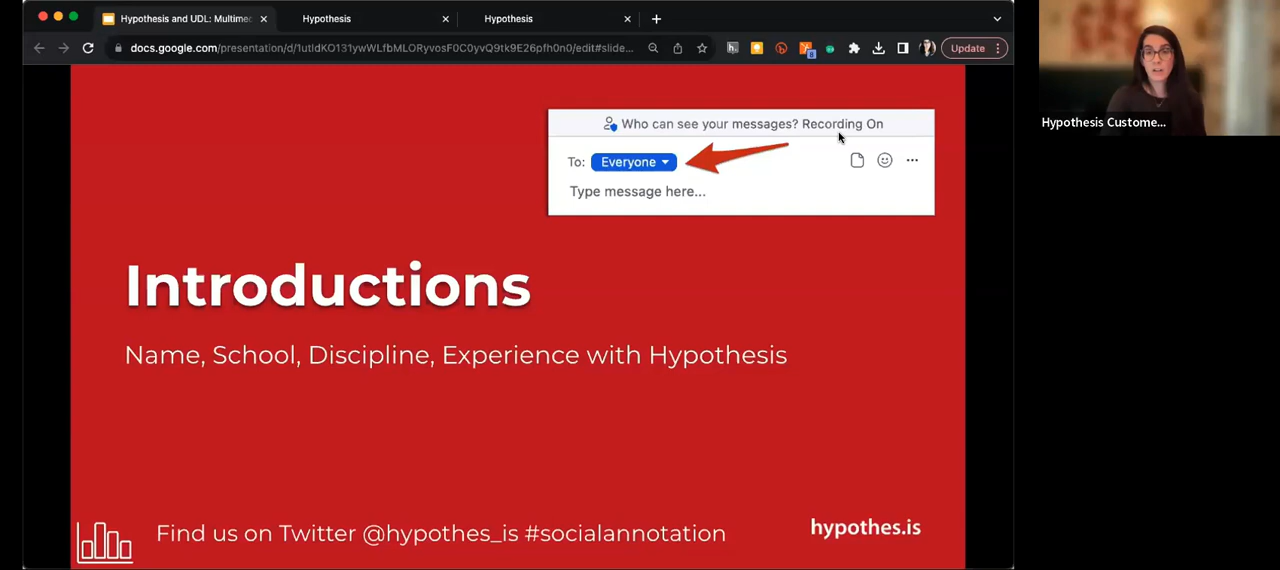 Hypothesis and UDL: Multimec
Hypothesis
Hypothesis
docs.google.com/presentation/d/1utIdKO131ywWLfbMLORyvosF0C0yvQ9tk9E26pfh0n0/edit#slide...
Update
Hypothesis Custome...
Who can see your messages? Recording On
To: Everyone
Type message here...
Introductions
Name, School, Discipline, Experience with Hypothesis
Find us on Twitter @hypothes_is #socialannotation
hypothes.is